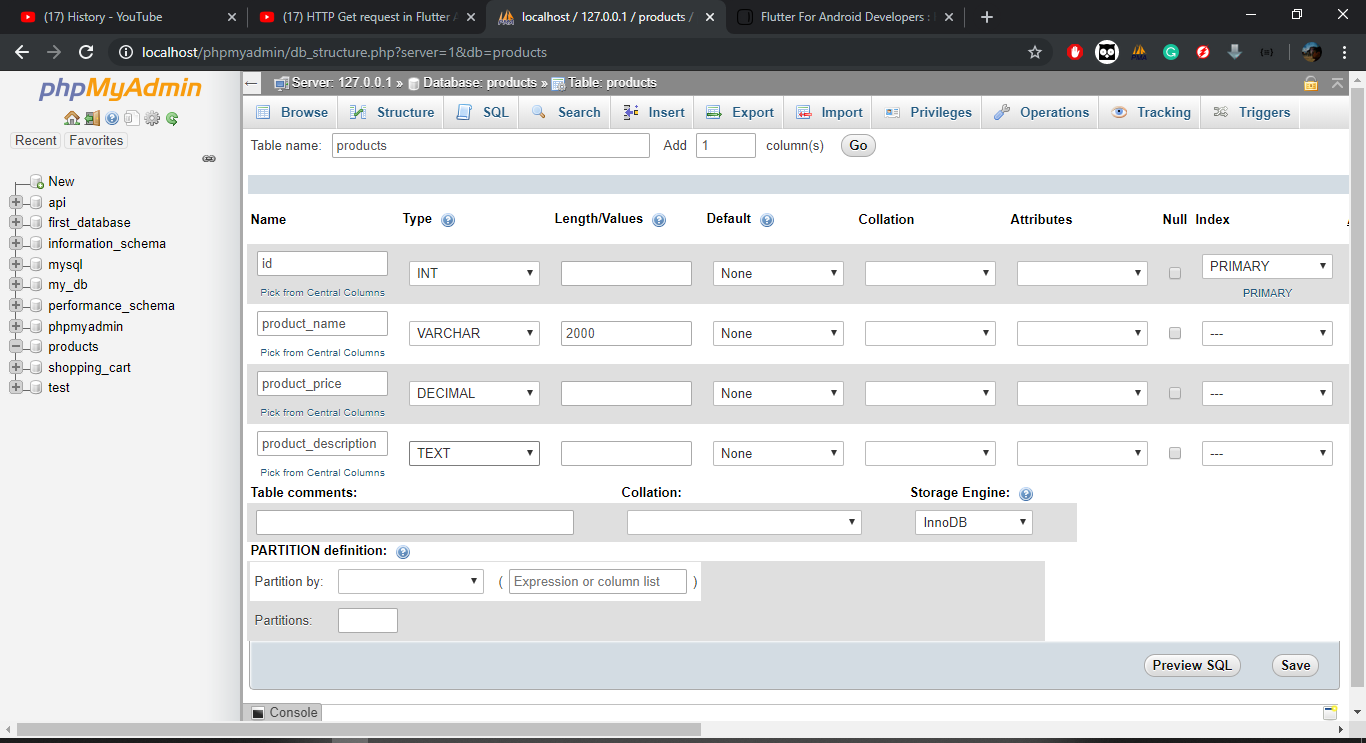 (17) History - YouTube
(17) HTTP Get request in Flutter
localhost / 127.0.0.1 / products /
Flutter For Android Developers :
localhost/phpmyadmin/db_structure.php?server=1&db=products
phpMyAdmin
Recent Favorites
New
api
first_database
information_schema
mysql
my_db
performance_schema
phpmyadmin
products
shopping_cart
test
Server: 127.0.0.1 » Database: products » Table: products
Browse Structure SQL Search Insert Export Import Privileges Operations Tracking Triggers
Table name: products Add 1 column(s) Go
Name Type Length/Values Default Collation Attributes Null Index
id INT None PRIMARY
Pick from Central Columns PRIMARY
product_name VARCHAR 2000 None ---
Pick from Central Columns
product_price DECIMAL None ---
Pick from Central Columns
product_description TEXT None ---
Pick from Central Columns
Table comments: Collation: Storage Engine:
InnoDB
PARTITION definition:
Partition by: ( Expression or column list )
Partitions:
Preview SQL Save
Console